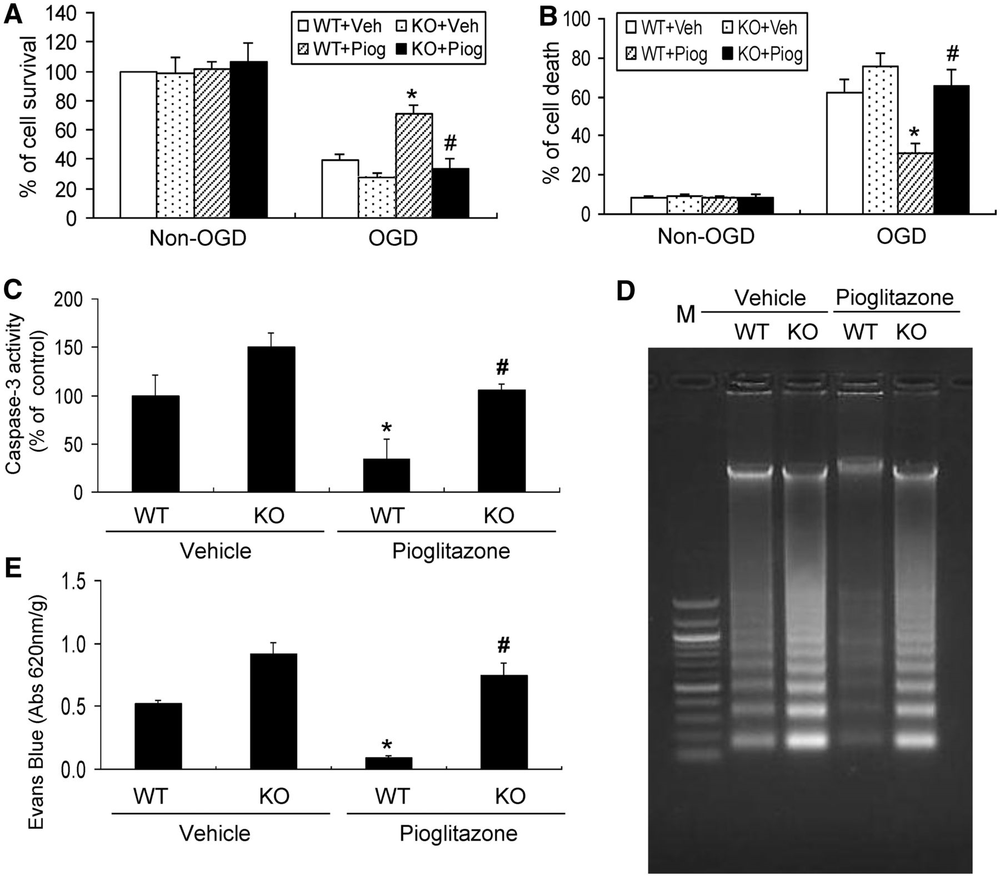 A
% of cell survival
140
120
100
80
60
40
20
0
WT+Veh KO+Veh
WT+Piog KO+Piog
*
#
Non-OGD OGD
B
% of cell death
100
80
60
40
20
0
WT+Veh KO+Veh
WT+Piog KO+Piog
*
#
Non-OGD OGD
C
Caspase-3 activity
(% of control)
200
150
100
50
0
*
#
WT KO WT KO
Vehicle Pioglitazone
D
M
Vehicle Pioglitazone
WT KO WT KO
E
Evans Blue (Abs 620nm/g)
1.5
1.0
0.5
0.0
*
#
WT KO WT KO
Vehicle Pioglitazone